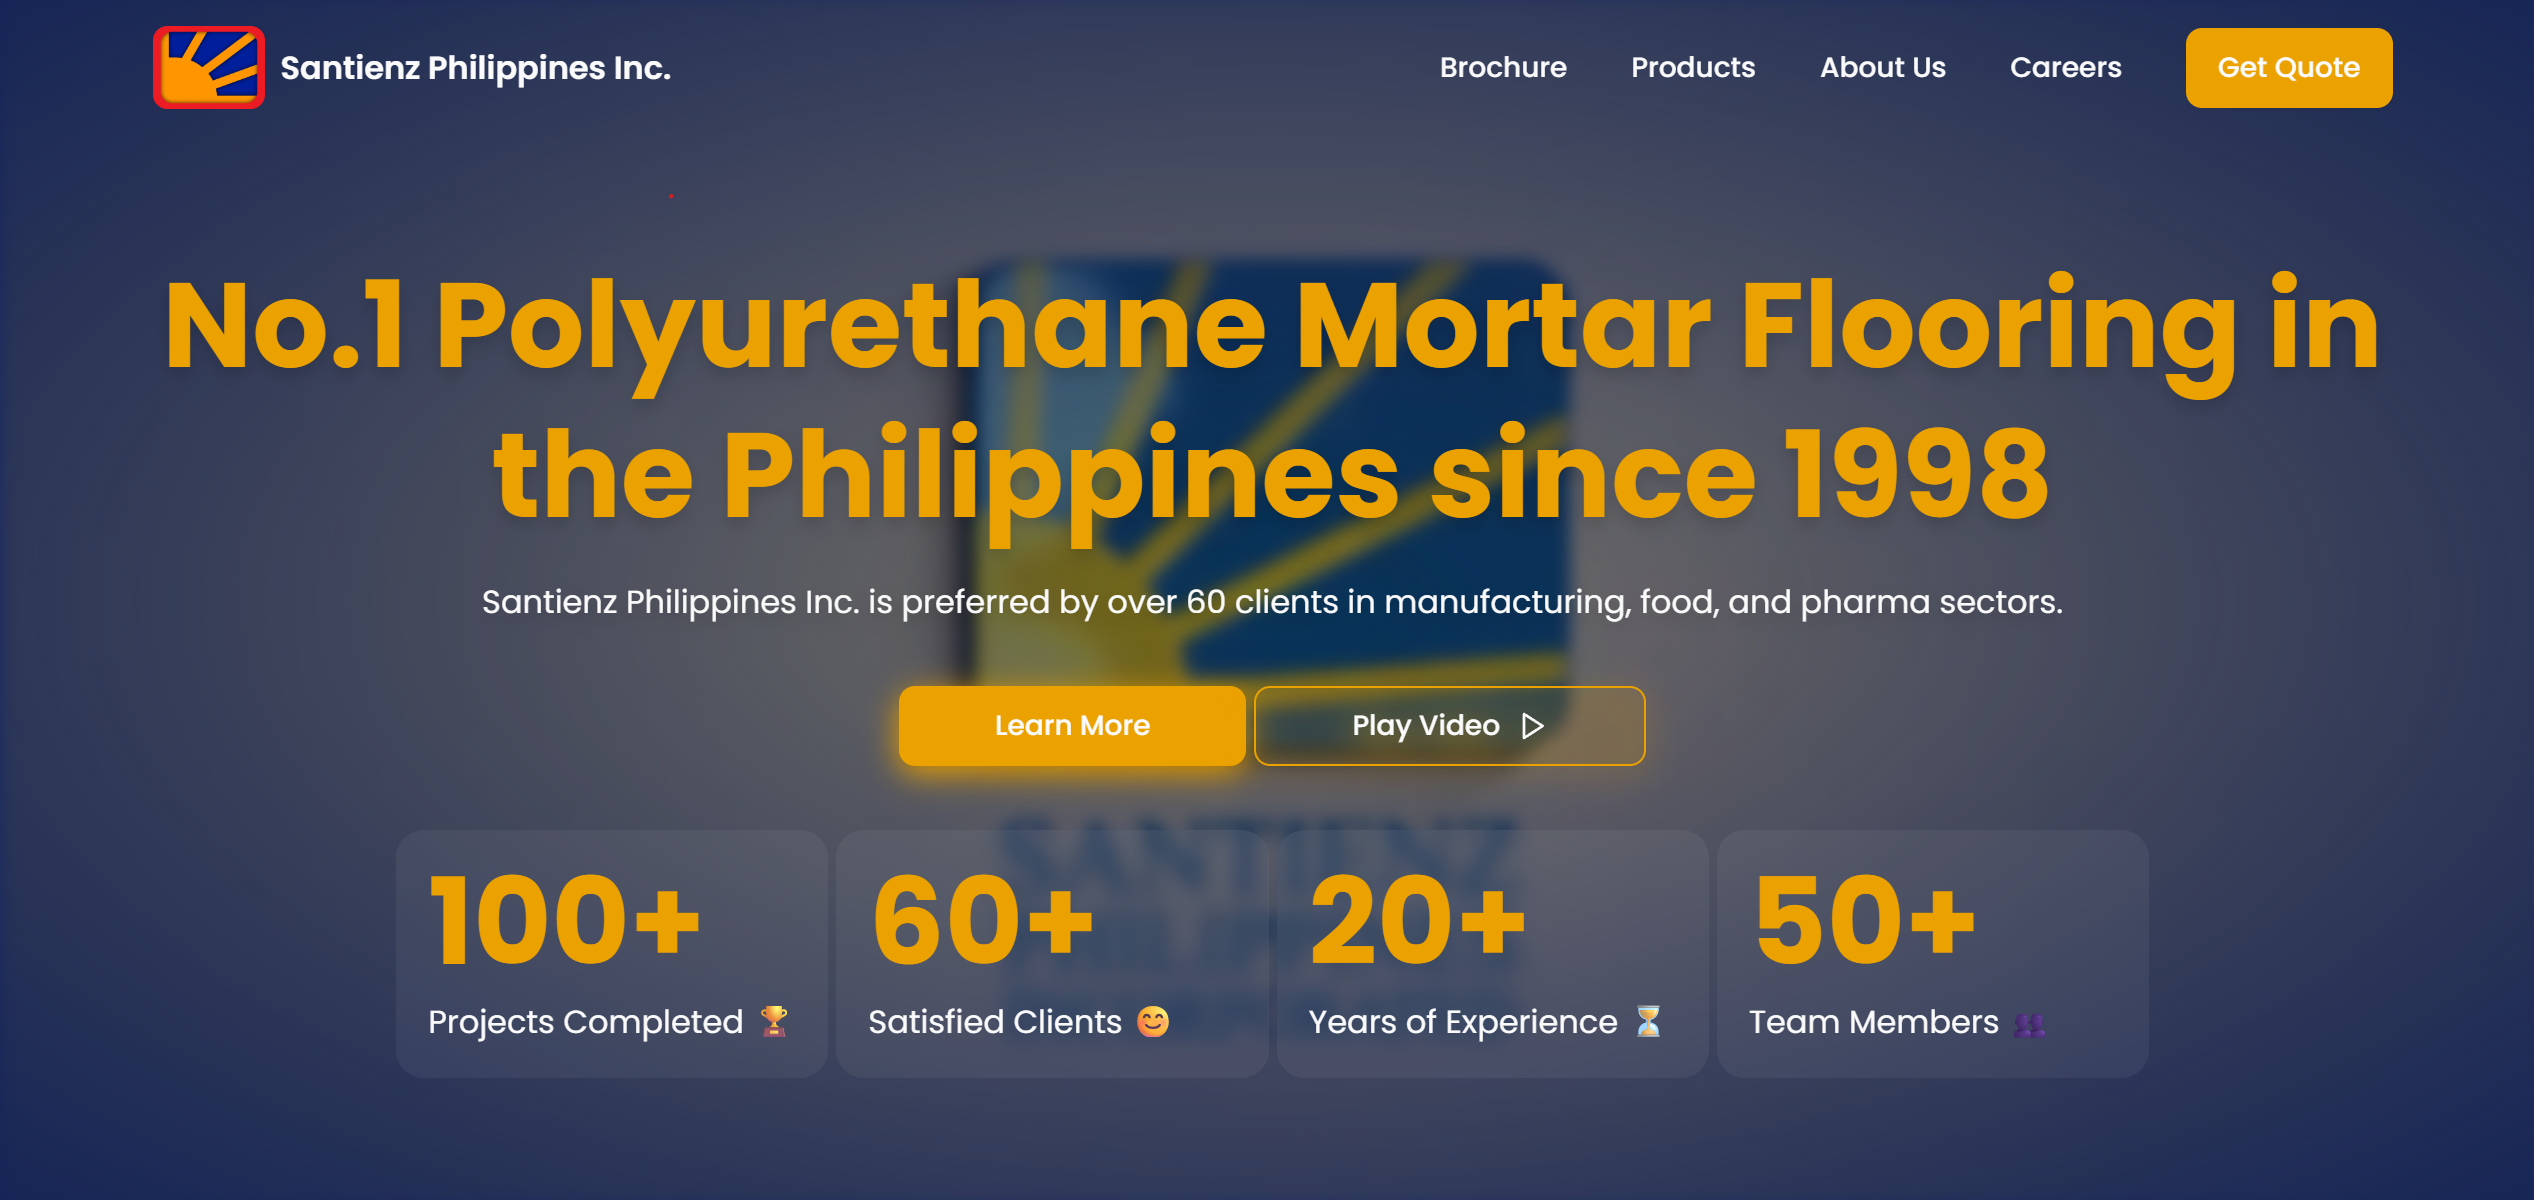 Santienz Philippines Inc.
Brochure
Products
About Us
Careers
Get Quote
No.1 Polyurethane Mortar Flooring in
the Philippines since 1998
Santienz Philippines Inc. is preferred by over 60 clients in manufacturing, food, and pharma sectors.
Learn More
Play Video
SANTIENZ
100+
Projects Completed 🏆
60+
Satisfied Clients 😊
20+
Years of Experience ⏳
50+
Team Members 👥